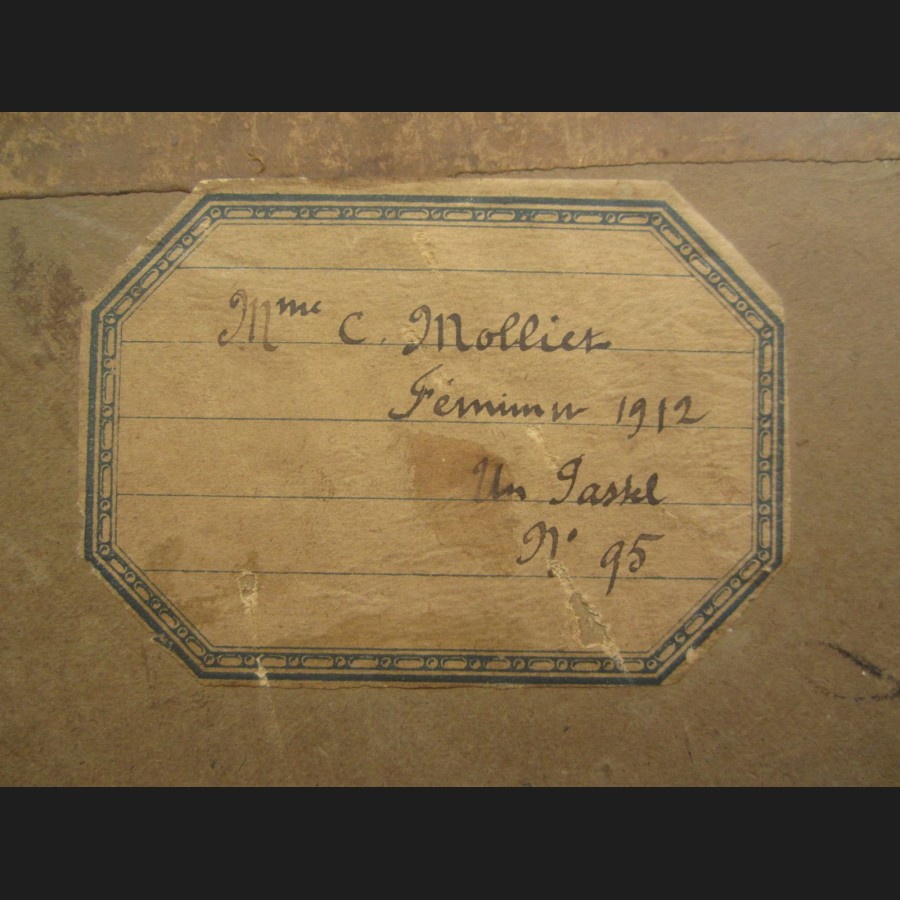 Mme C. Molliet
Féminin 1912
Un Pastel
N° 95